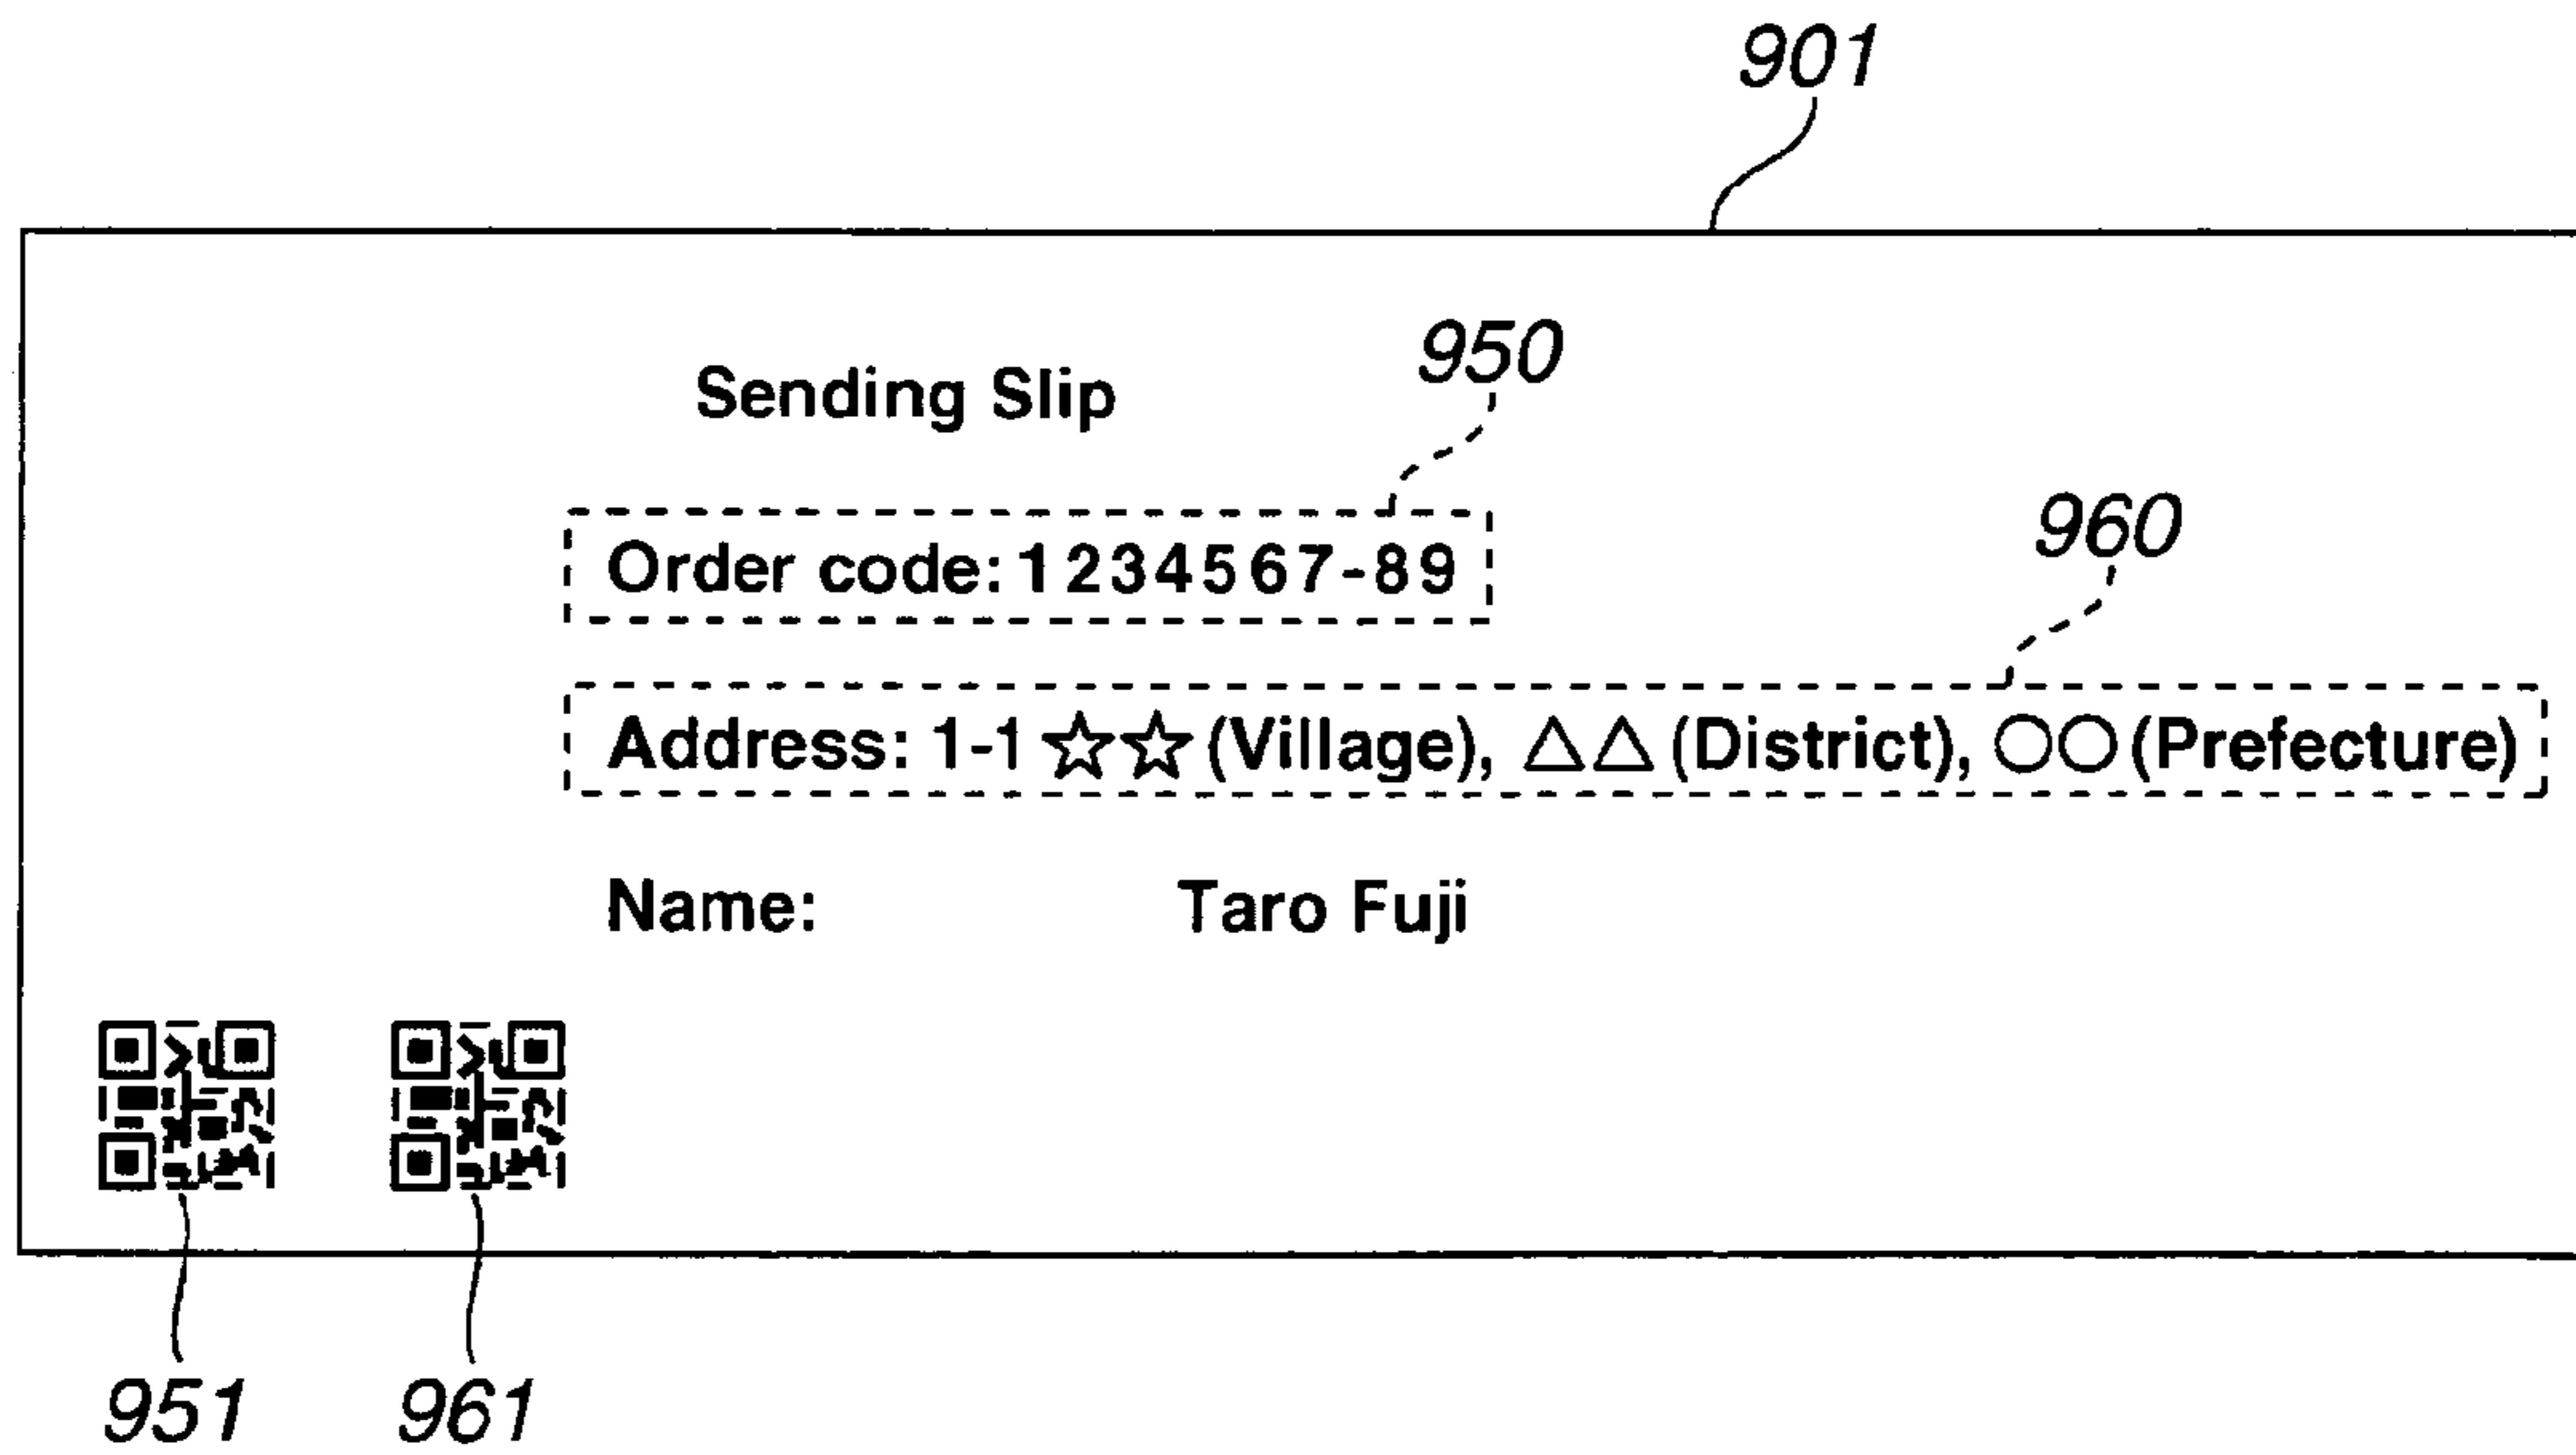 901
Sending Slip
950
Order code: 1234567-89
960
Address: 1-1 ☆☆ (Village), △△ (District), ○○ (Prefecture)
Name: Taro Fuji
951 961